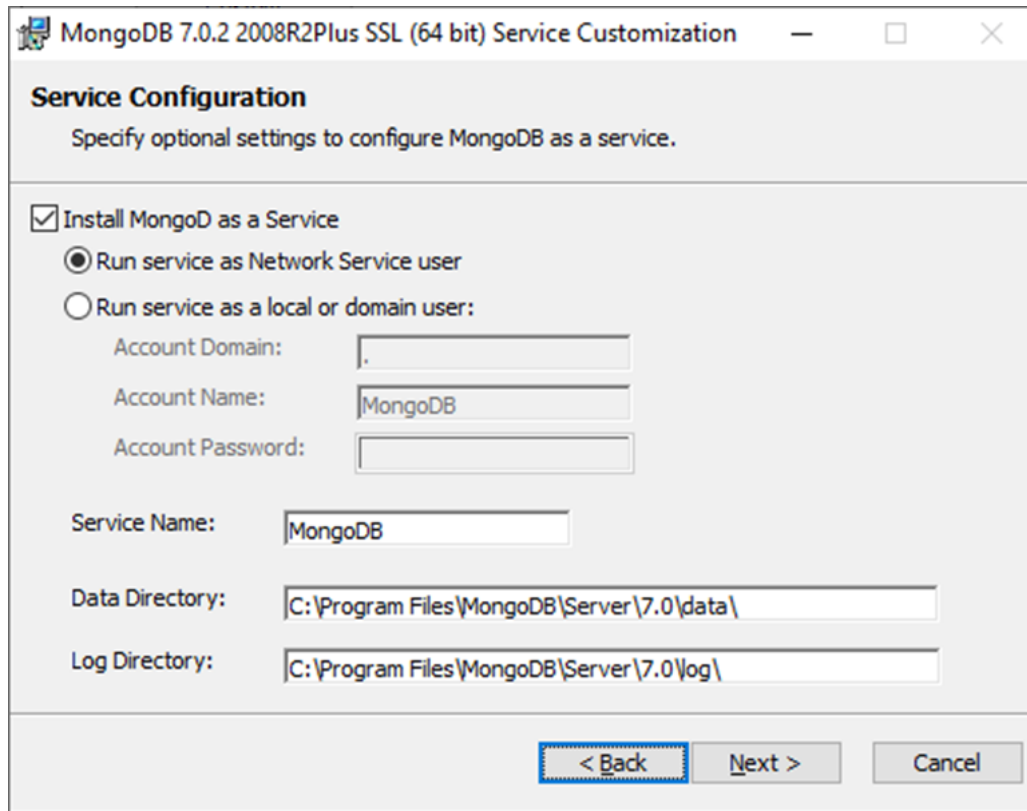 MongoDB 7.0.2 2008R2Plus SSL (64 bit) Service Customization
Service Configuration
Specify optional settings to configure MongoDB as a service.
Install MongoD as a Service
Run service as Network Service user
Run service as a local or domain user:
Account Domain: .
Account Name: MongoDB
Account Password:
Service Name: MongoDB
Data Directory: C:\Program Files\MongoDB\Server\7.0\data\
Log Directory: C:\Program Files\MongoDB\Server\7.0\log\
< Back Next > Cancel